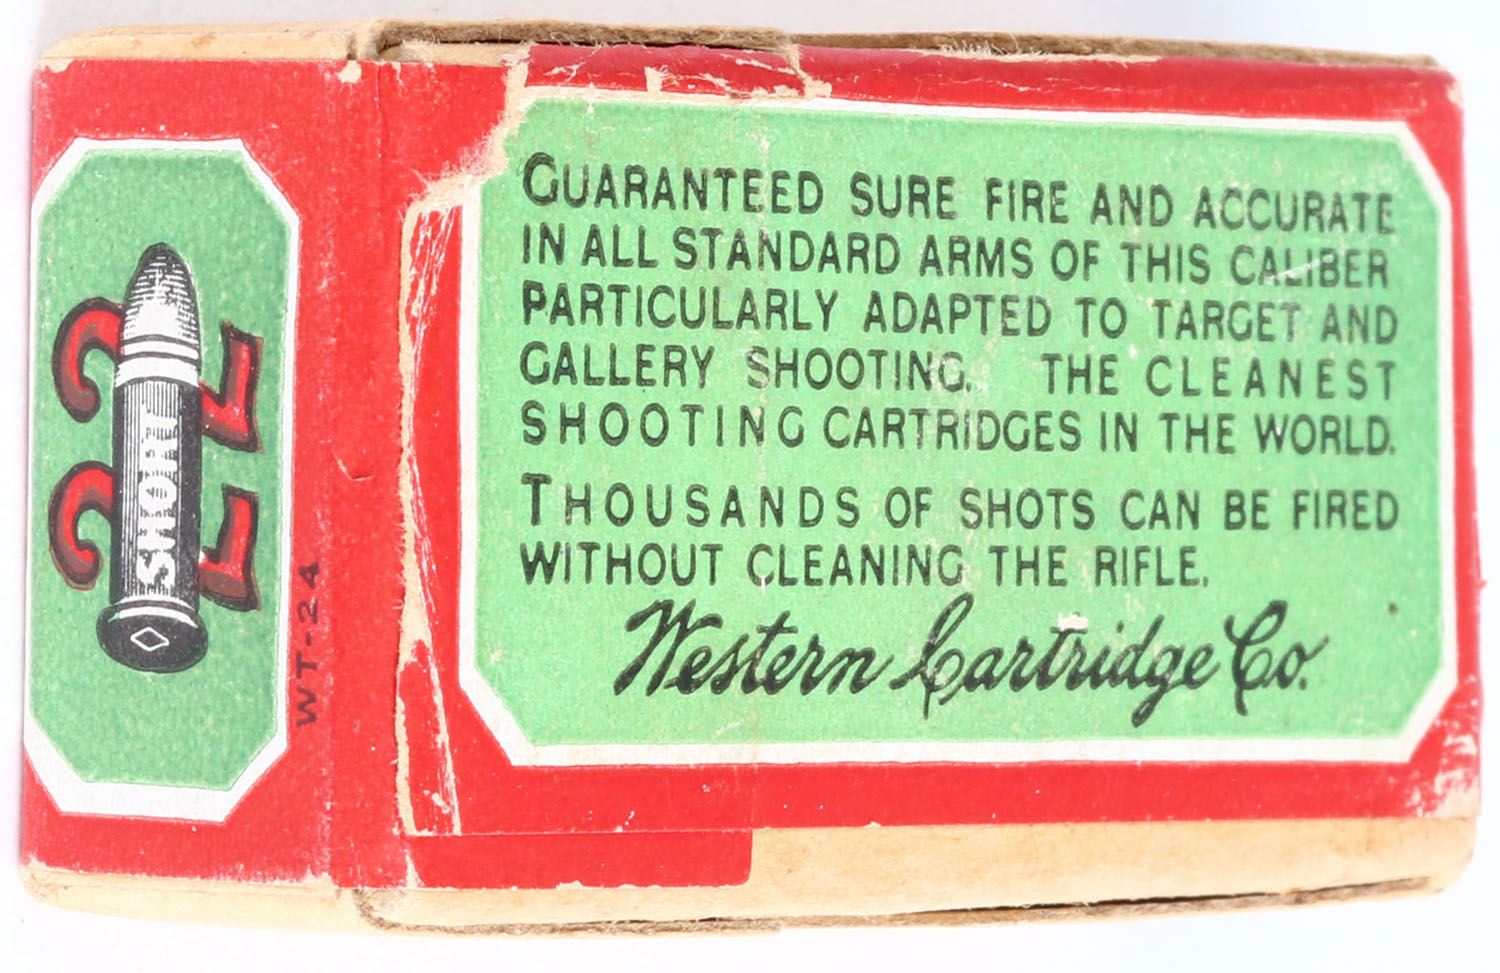 22
SHORT
WT-24
GUARANTEED SURE FIRE AND ACCURATE
IN ALL STANDARD ARMS OF THIS CALIBER
PARTICULARLY ADAPTED TO TARGET AND
GALLERY SHOOTING. THE CLEANEST
SHOOTING CARTRIDGES IN THE WORLD.
THOUSANDS OF SHOTS CAN BE FIRED
WITHOUT CLEANING THE RIFLE.
Western Cartridge Co.